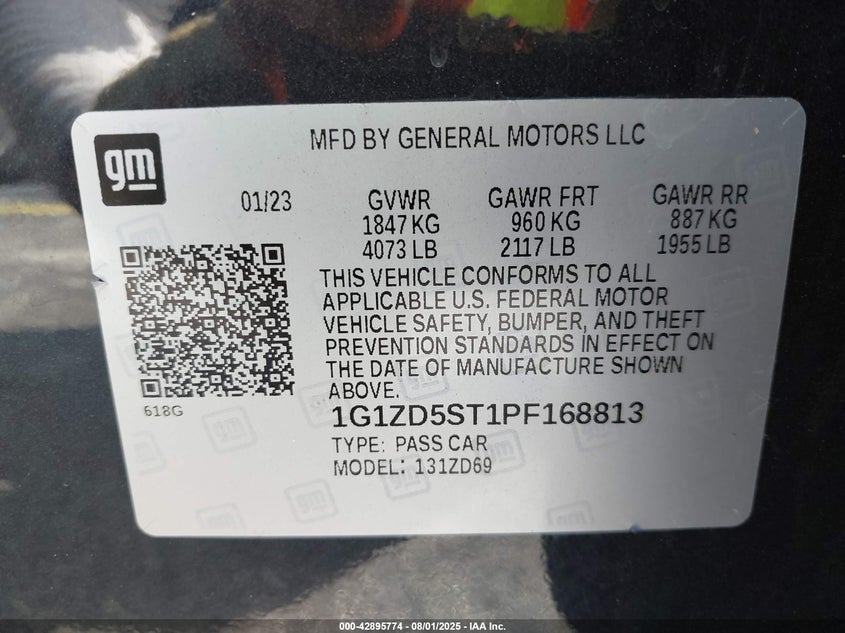 gm
MFD BY GENERAL MOTORS LLC
01/23 GVWR GAWR FRT GAWR RR
1847 KG 960 KG 887 KG
4073 LB 2117 LB 1955 LB
THIS VEHICLE CONFORMS TO ALL
APPLICABLE U.S. FEDERAL MOTOR
VEHICLE SAFETY, BUMPER, AND THEFT
PREVENTION STANDARDS IN EFFECT ON
THE DATE OF MANUFACTURE SHOWN
ABOVE.
618G
1G1ZD5ST1PF168813
TYPE: PASS CAR
MODEL: 131ZD69
000-42895774 - 08/01/2025 - IAA Inc.